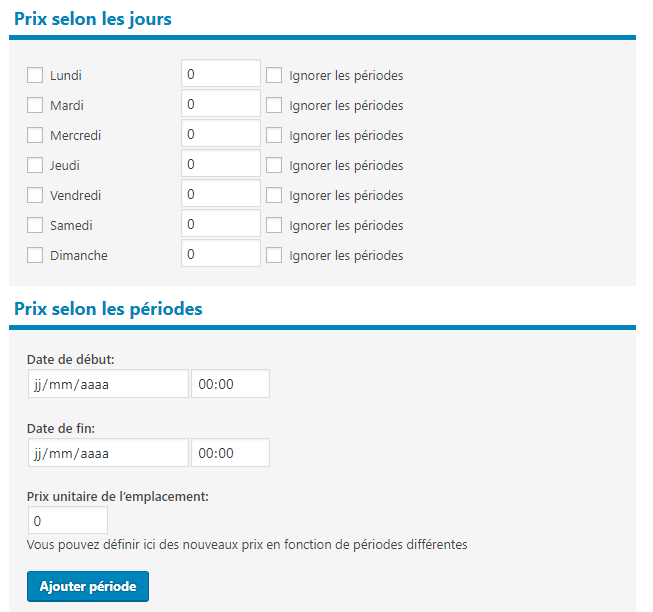 Prix selon les jours
Lundi 0 Ignorer les périodes
Mardi 0 Ignorer les périodes
Mercredi 0 Ignorer les périodes
Jeudi 0 Ignorer les périodes
Vendredi 0 Ignorer les périodes
Samedi 0 Ignorer les périodes
Dimanche 0 Ignorer les périodes
Prix selon les périodes
Date de début:
jj/mm/aaaa 00:00
Date de fin:
jj/mm/aaaa 00:00
Prix unitaire de l’emplacement:
0
Vous pouvez définir ici des nouveaux prix en fonction de périodes différentes
Ajouter période